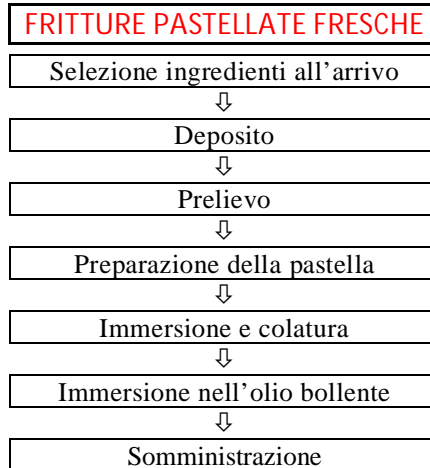 FRITTURE PASTELLATE FRESCHE
Selezione ingredienti all'arrivo
⇩
Deposito
⇩
Prelievo
⇩
Preparazione della pastella
⇩
Immersione e colatura
⇩
Immersione nell'olio bollente
⇩
Somministrazione